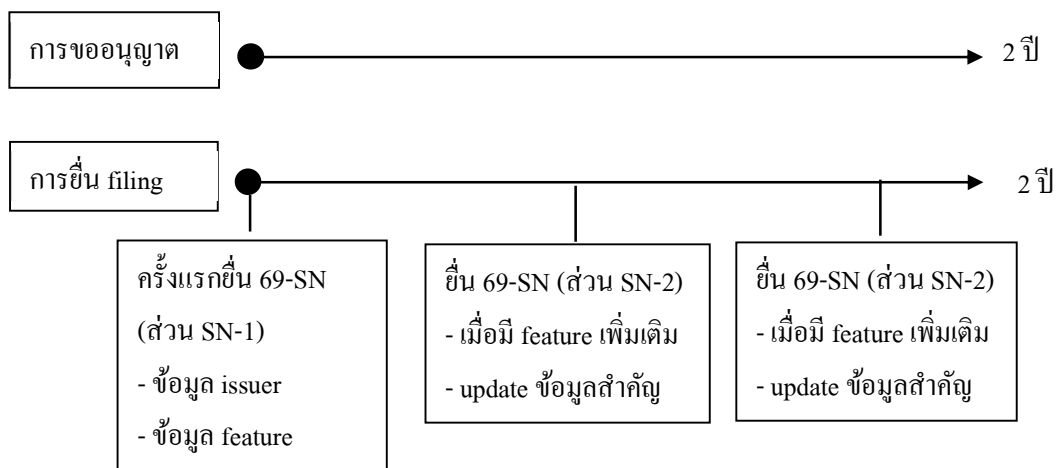 การขออนุญาต
2 ปี
การยื่น filing
2 ปี
ครั้งแรกยื่น 69-SN
(ส่วน SN-1)
- ข้อมูล issuer
- ข้อมูล feature
ยื่น 69-SN (ส่วน SN-2)
- เมื่อมี feature เพิ่มเติม
- update ข้อมูลสำคัญ
ยื่น 69-SN (ส่วน SN-2)
- เมื่อมี feature เพิ่มเติม
- update ข้อมูลสำคัญ